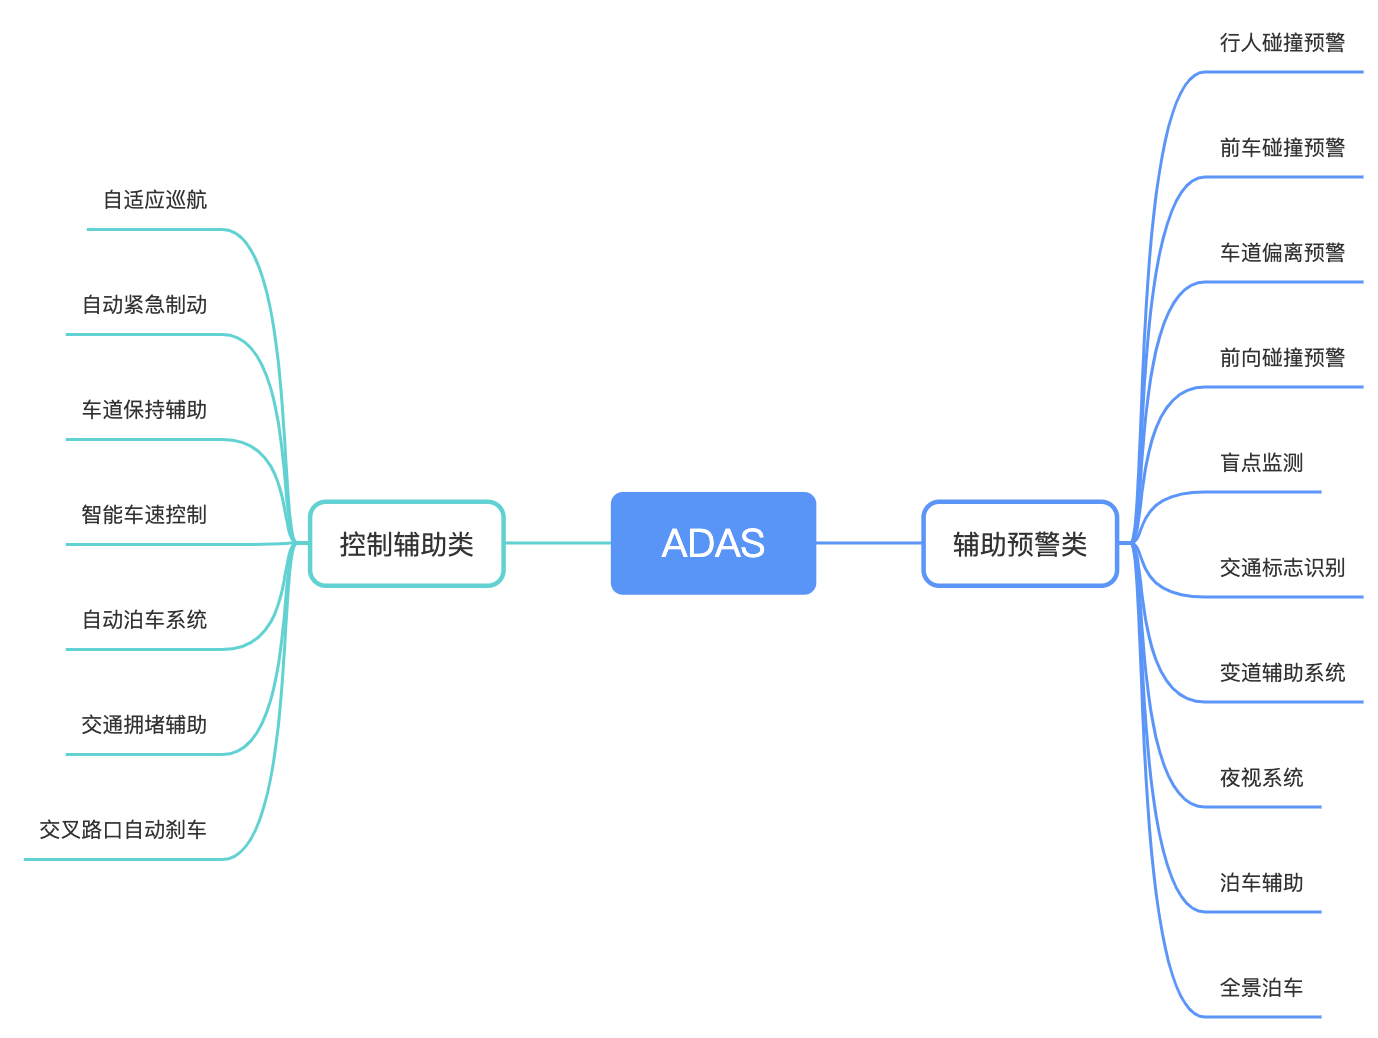 ADAS
控制辅助类
自适应巡航
自动紧急制动
车道保持辅助
智能车速控制
自动泊车系统
交通拥堵辅助
交叉路口自动刹车
辅助预警类
行人碰撞预警
前车碰撞预警
车道偏离预警
前向碰撞预警
盲点监测
交通标志识别
变道辅助系统
夜视系统
泊车辅助
全景泊车